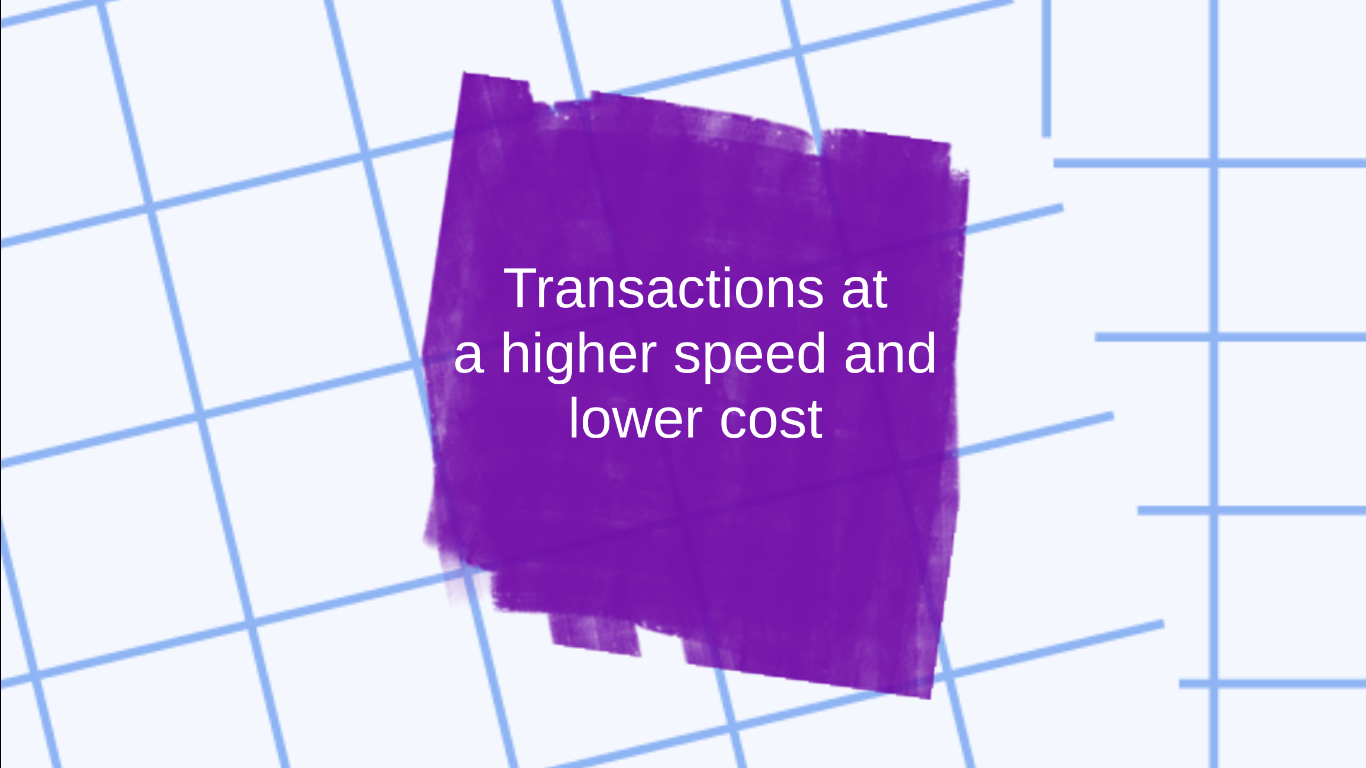 Transactions at
a higher speed and
lower cost